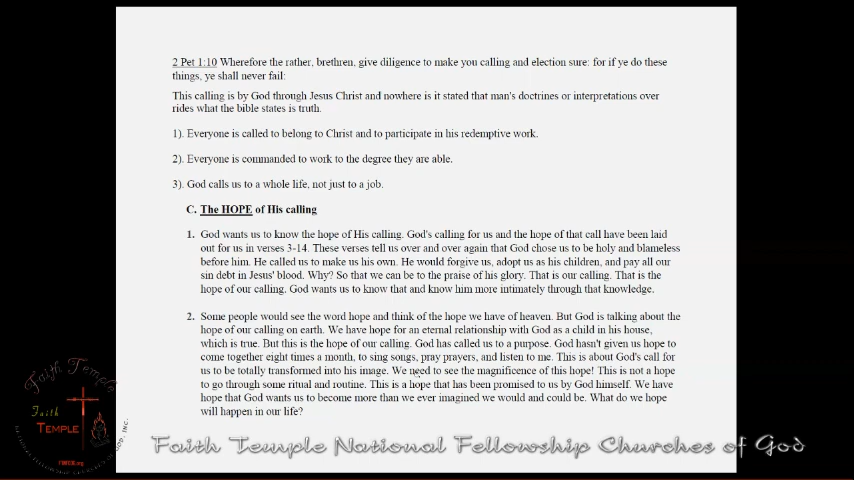 2 Pet 1:10 Wherefore the rather, brethren, give diligence to make you calling and election sure: for if ye do these
things, ye shall never fail:
This calling is by God through Jesus Christ and nowhere is it stated that man's doctrines or interpretations over
rides what the bible states is truth.
1). Everyone is called to belong to Christ and to participate in his redemptive work.
2). Everyone is commanded to work to the degree they are able.
3). God calls us to a whole life, not just to a job.
C. The HOPE of His calling
1. God wants us to know the hope of His calling. God's calling for us and the hope of that call have been laid
out for us in verses 3-14. These verses tell us over and over again that God chose us to be holy and blameless
before him. He called us to make us his own. He would forgive us, adopt us as his children, and pay all our
sin debt in Jesus' blood. Why? So that we can be to the praise of his glory. That is our calling. That is the
hope of our calling. God wants us to know that and know him more intimately through that knowledge.
2. Some people would see the word hope and think of the hope we have of heaven. But God is talking about the
hope of our calling on earth. We have hope for an eternal relationship with God as a child in his house,
which is true. But this is the hope of our calling. God has called us to a purpose. God hasn't given us hope to
come together eight times a month, to sing songs, pray prayers, and listen to me. This is about God's call for
us to be totally transformed into his image. We need to see the magnificence of this hope! This is not a hope
to go through some ritual and routine. This is a hope that has been promised to us by God himself. We have
hope that God wants us to become more than we ever imagined we would and could be. What do we hope
will happen in our life?
Faith Temple
Faith
TEMPLE
Faith Temple National Fellowship Churches of God